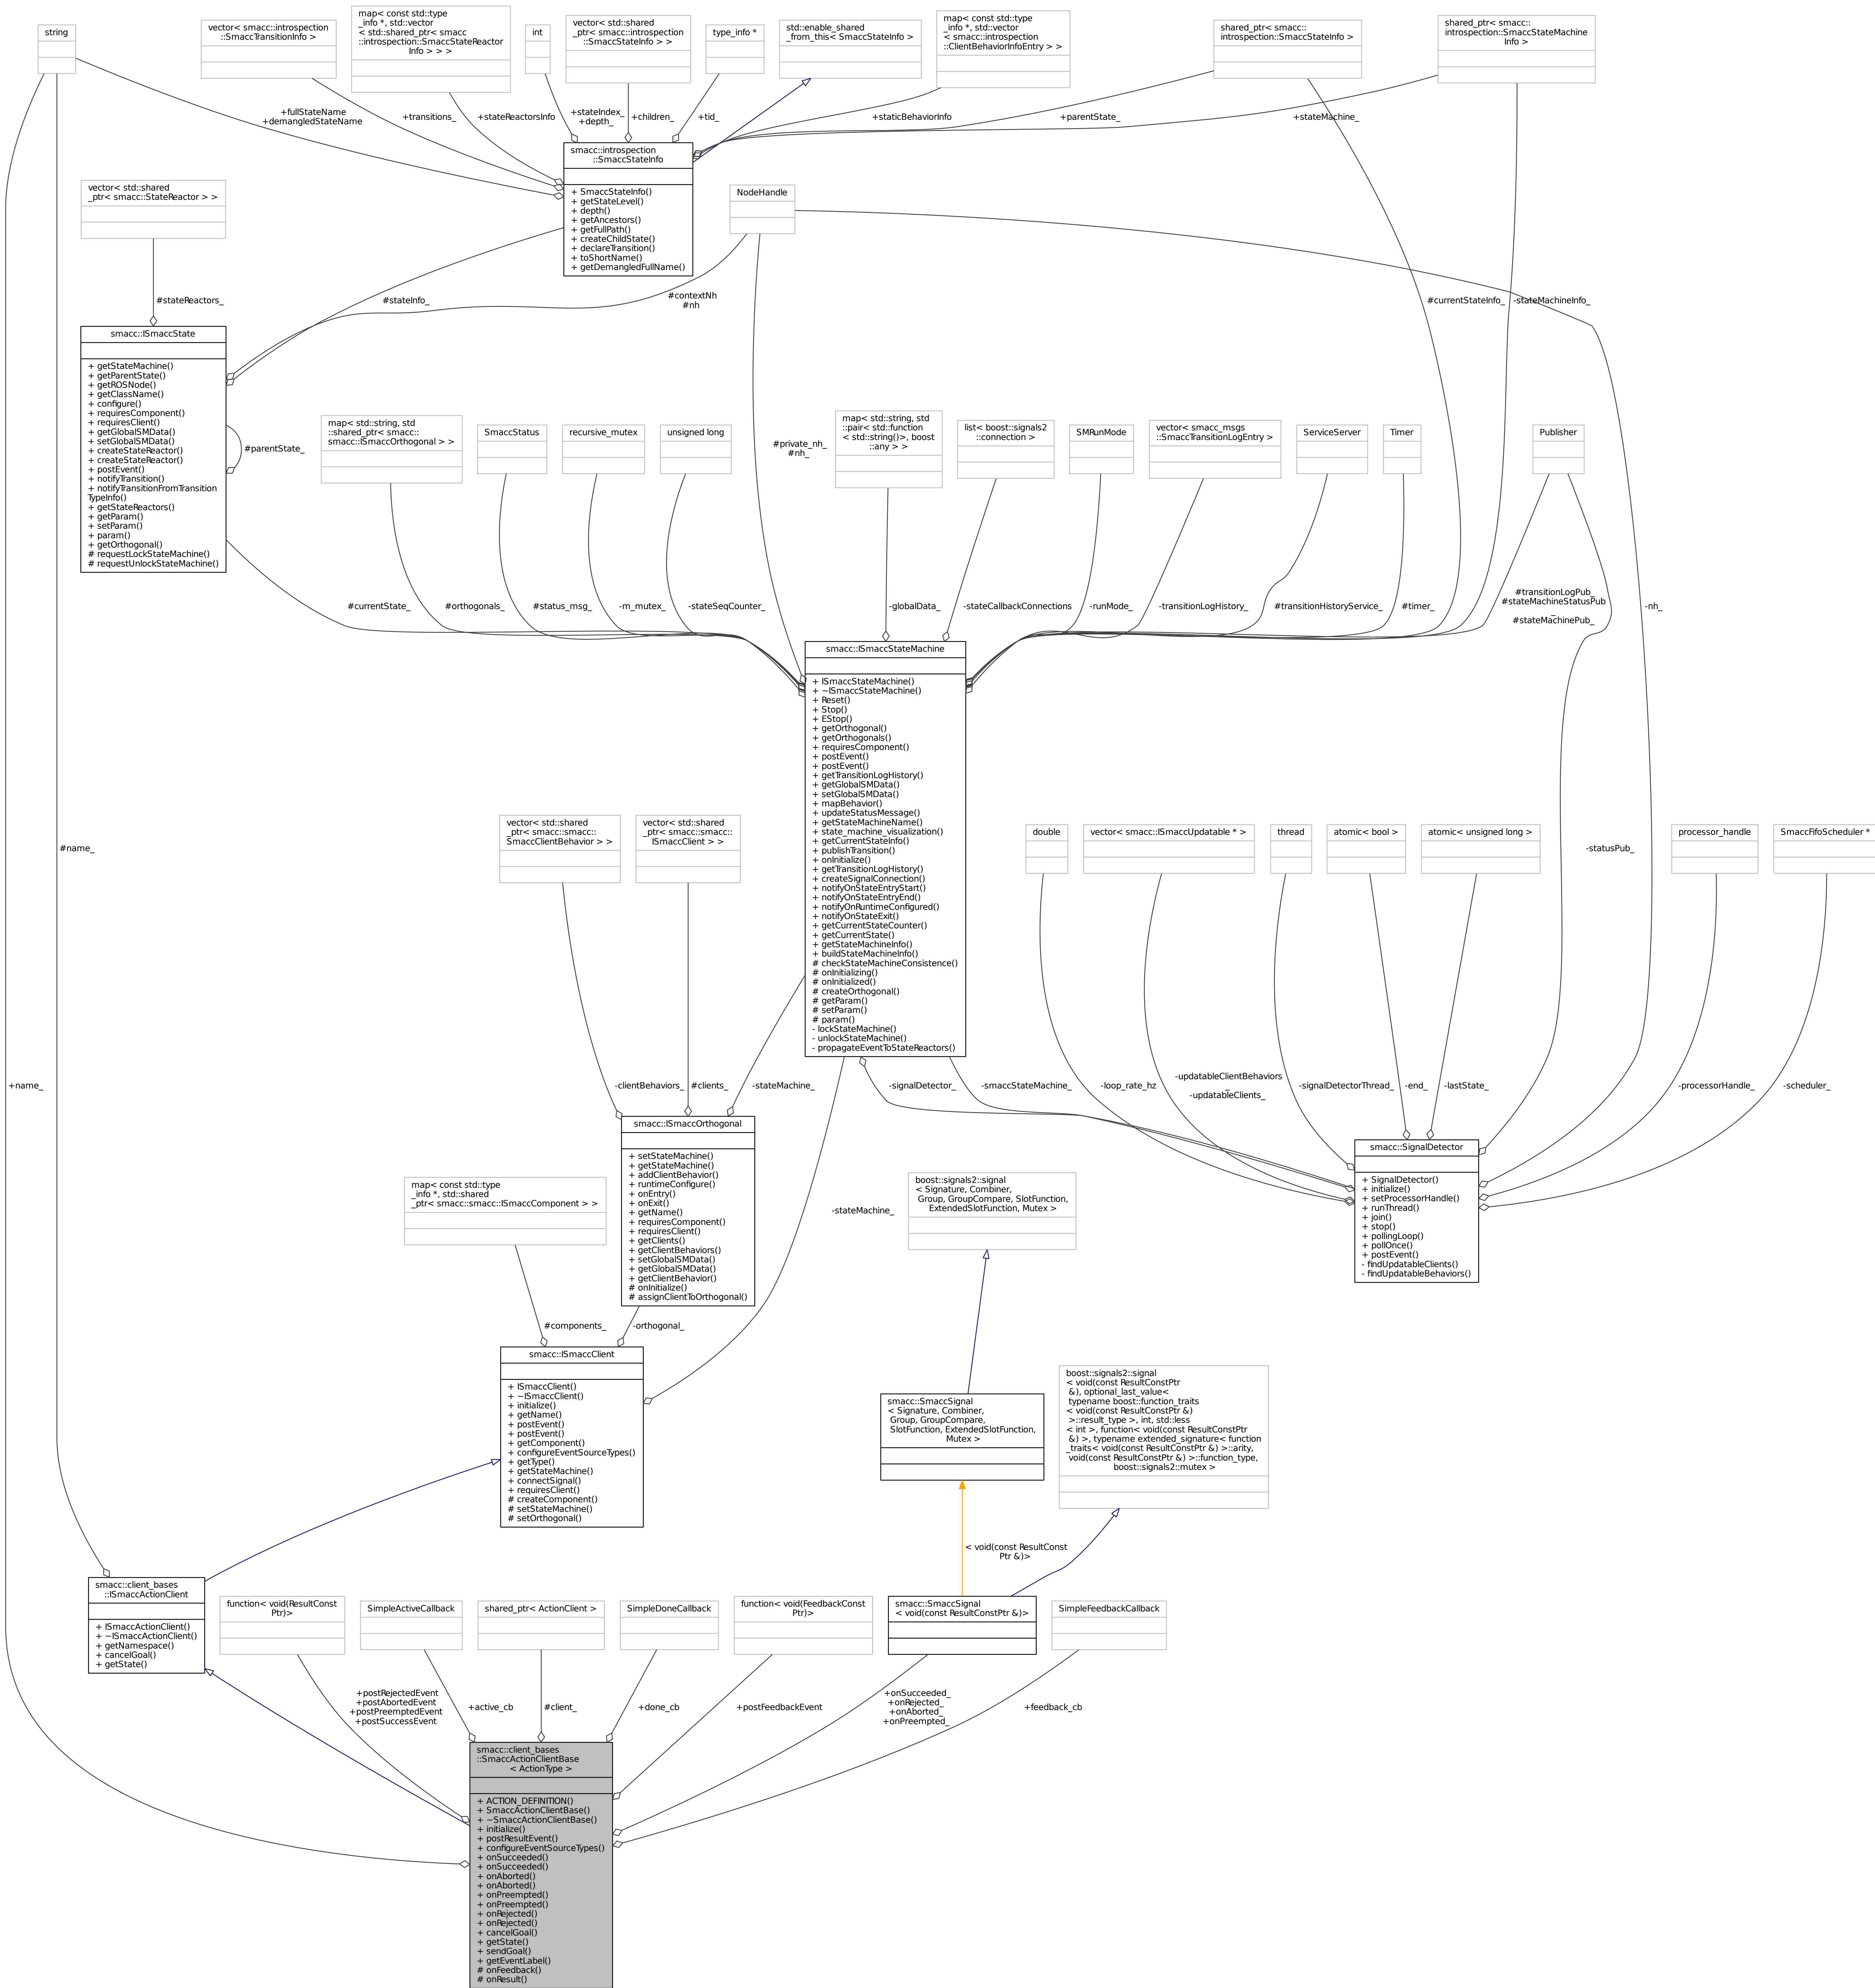 string
vector< smacc::introspection
::SmaccTransitionInfo >
map< const std::type
_info *, std::vector
< std::shared_ptr< smacc
::introspection::SmaccStateReactor
Info > > >
int
vector< std::shared
_ptr< smacc::introspection
::SmaccStateInfo > >
type_info *
std::enable_shared
_from_this< SmaccStateInfo >
map< const std::type
_info *, std::vector
< smacc::introspection
::ClientBehaviorInfoEntry > >
shared_ptr< smacc::
introspection::SmaccStateInfo >
shared_ptr< smacc::
introspection::SmaccStateMachine
Info >
+fullStateName
+demangledStateName
+transitions_
+stateReactorsInfo
+stateIndex_
+depth_
+children_
+tid_
+staticBehaviorInfo
+parentState_
+stateMachine_
smacc::introspection
::SmaccStateInfo
+ SmaccStateInfo()
+ getStateLevel()
+ depth()
+ getAncestors()
+ getFullPath()
+ createChildState()
+ declareTransition()
+ toShortName()
+ getDemangledFullName()
vector< std::shared
_ptr< smacc::StateReactor > >
NodeHandle
#stateReactors_
#stateInfo_
#contextNh
#nh
#currentStateInfo_
-stateMachineInfo_
smacc::ISmaccState
+ getStateMachine()
+ getParentState()
+ getROSNode()
+ getClassName()
+ configure()
+ requiresComponent()
+ requiresClient()
+ getGlobalSMData()
+ setGlobalSMData()
+ createStateReactor()
+ createStateReactor()
+ postEvent()
+ notifyTransition()
+ notifyTransitionFromTransition
TypeInfo()
+ getStateReactors()
+ getParam()
+ setParam()
+ param()
+ getOrthogonal()
# requestLockStateMachine()
# requestUnlockStateMachine()
#parentState_
map< std::string, std
::shared_ptr< smacc::
smacc::ISmaccOrthogonal > >
SmaccStatus
recursive_mutex
unsigned long
#private_nh_
#nh_
map< std::string, std
::pair< std::function
< std::string()>, boost
::any > >
list< boost::signals2
::connection >
SMRunMode
vector< smacc_msgs
::SmaccTransitionLogEntry >
ServiceServer
Timer
Publisher
#currentState_
#orthogonals_
#status_msg_
-m_mutex_
-stateSeqCounter_
-globalData_
-stateCallbackConnections
-runMode_
-transitionLogHistory_
#transitionHistoryService_
#timer_
#transitionLogPub_
#stateMachineStatusPub
_
#stateMachinePub_
-nh_
smacc::ISmaccStateMachine
+ ISmaccStateMachine()
+ ~ISmaccStateMachine()
+ Reset()
+ Stop()
+ EStop()
+ getOrthogonal()
+ getOrthogonals()
+ requiresComponent()
+ postEvent()
+ postEvent()
+ getTransitionLogHistory()
+ getGlobalSMData()
+ setGlobalSMData()
+ mapBehavior()
+ updateStatusMessage()
+ getStateMachineName()
+ state_machine_visualization()
+ getCurrentStateInfo()
+ publishTransition()
+ onInitialize()
+ getTransitionLogHistory()
+ createSignalConnection()
+ notifyOnStateEntryStart()
+ notifyOnStateEntryEnd()
+ notifyOnRuntimeConfigured()
+ notifyOnStateExit()
+ getCurrentStateCounter()
+ getCurrentState()
+ getStateMachineInfo()
+ buildStateMachineInfo()
# checkStateMachineConsistence()
# onInitializing()
# onInitialized()
# createOrthogonal()
# getParam()
# setParam()
# param()
- lockStateMachine()
- unlockStateMachine()
- propagateEventToStateReactors()
#name_
vector< std::shared
_ptr< smacc::smacc::
SmaccClientBehavior > >
vector< std::shared
_ptr< smacc::smacc::
ISmaccClient > >
double
vector< smacc::ISmaccUpdatable * >
thread
atomic< bool >
atomic< unsigned long >
-statusPub_
processor_handle
SmaccFifoScheduler *
+name_
-clientBehaviors_
#clients_
-stateMachine_
-signalDetector_
-smaccStateMachine_
-loop_rate_hz
-updatableClientBehaviors
_
-updatableClients_
-signalDetectorThread_
-end_
-lastState_
-processorHandle_
-scheduler_
smacc::ISmaccOrthogonal
+ setStateMachine()
+ getStateMachine()
+ addClientBehavior()
+ runtimeConfigure()
+ onEntry()
+ onExit()
+ getName()
+ requiresComponent()
+ requiresClient()
+ getClients()
+ getClientBehaviors()
+ setGlobalSMData()
+ getGlobalSMData()
+ getClientBehavior()
# onInitialize()
# assignClientToOrthogonal()
smacc::SignalDetector
+ SignalDetector()
+ initialize()
+ setProcessorHandle()
+ runThread()
+ join()
+ stop()
+ pollingLoop()
+ pollOnce()
+ postEvent()
- findUpdatableClients()
- findUpdatableBehaviors()
map< const std::type
_info *, std::shared
_ptr< smacc::smacc::ISmaccComponent > >
-stateMachine_
boost::signals2::signal
< Signature, Combiner,
Group, GroupCompare, SlotFunction,
ExtendedSlotFunction, Mutex >
#components_
-orthogonal_
smacc::ISmaccClient
+ ISmaccClient()
+ ~ISmaccClient()
+ initialize()
+ getName()
+ postEvent()
+ postEvent()
+ getComponent()
+ configureEventSourceTypes()
+ getType()
+ getStateMachine()
+ connectSignal()
+ requiresClient()
# createComponent()
# setStateMachine()
# setOrthogonal()
smacc::SmaccSignal
< Signature, Combiner,
Group, GroupCompare,
SlotFunction, ExtendedSlotFunction,
Mutex >
boost::signals2::signal
< void(const ResultConstPtr
&), optional_last_value<
typename boost::function_traits
< void(const ResultConstPtr &)
>::result_type >, int, std::less
< int >, function< void(const ResultConstPtr
&) >, typename extended_signature< function
_traits< void(const ResultConstPtr &) >::arity,
void(const ResultConstPtr &) >::function_type,
boost::signals2::mutex >
< void(const ResultConst
Ptr &)>
smacc::client_bases
::ISmaccActionClient
+ ISmaccActionClient()
+ ~ISmaccActionClient()
+ getNamespace()
+ cancelGoal()
+ getState()
function< void(ResultConst
Ptr)>
SimpleActiveCallback
shared_ptr< ActionClient >
SimpleDoneCallback
function< void(FeedbackConst
Ptr)>
smacc::SmaccSignal
< void(const ResultConstPtr &)>
SimpleFeedbackCallback
+postRejectedEvent
+postAbortedEvent
+postPreemptedEvent
+postSuccessEvent
+active_cb
#client_
+done_cb
+postFeedbackEvent
+onSucceeded_
+onRejected_
+onAborted_
+onPreempted_
+feedback_cb
smacc::client_bases
::SmaccActionClientBase
< ActionType >
+ ACTION_DEFINITION()
+ SmaccActionClientBase()
+ ~SmaccActionClientBase()
+ initialize()
+ postResultEvent()
+ configureEventSourceTypes()
+ onSucceeded()
+ onSucceeded()
+ onAborted()
+ onAborted()
+ onPreempted()
+ onPreempted()
+ onRejected()
+ onRejected()
+ cancelGoal()
+ getState()
+ sendGoal()
+ getEventLabel()
# onFeedback()
# onResult()